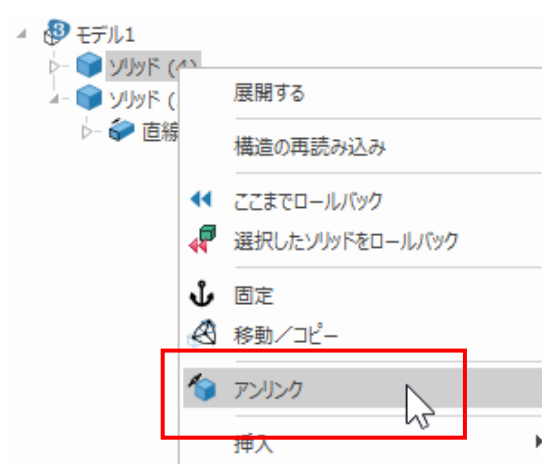 モデル1
ソリッド (4)
ソリッド (
直線
展開する
構造の再読み込み
ここまでロールバック
選択したソリッドをロールバック
固定
移動／コピー
アンリンク
挿入